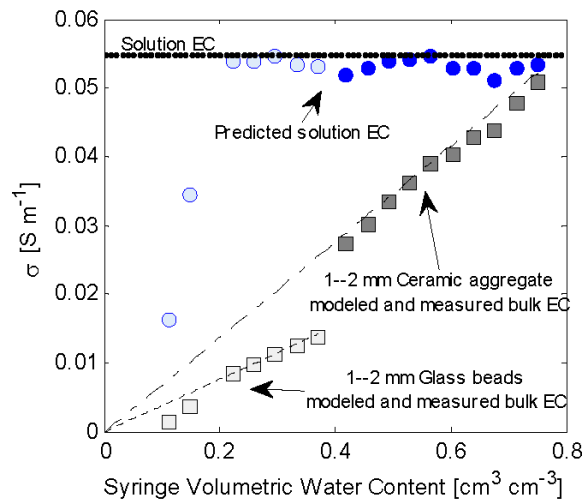 0.06
Solution EC
0.05
Predicted solution EC
0.04
σ [S m⁻¹]
0.03
1--2 mm Ceramic aggregate
modeled and measured bulk EC
0.02
0.01
1--2 mm Glass beads
modeled and measured bulk EC
0
0 0.2 0.4 0.6 0.8
Syringe Volumetric Water Content [cm³ cm⁻³]